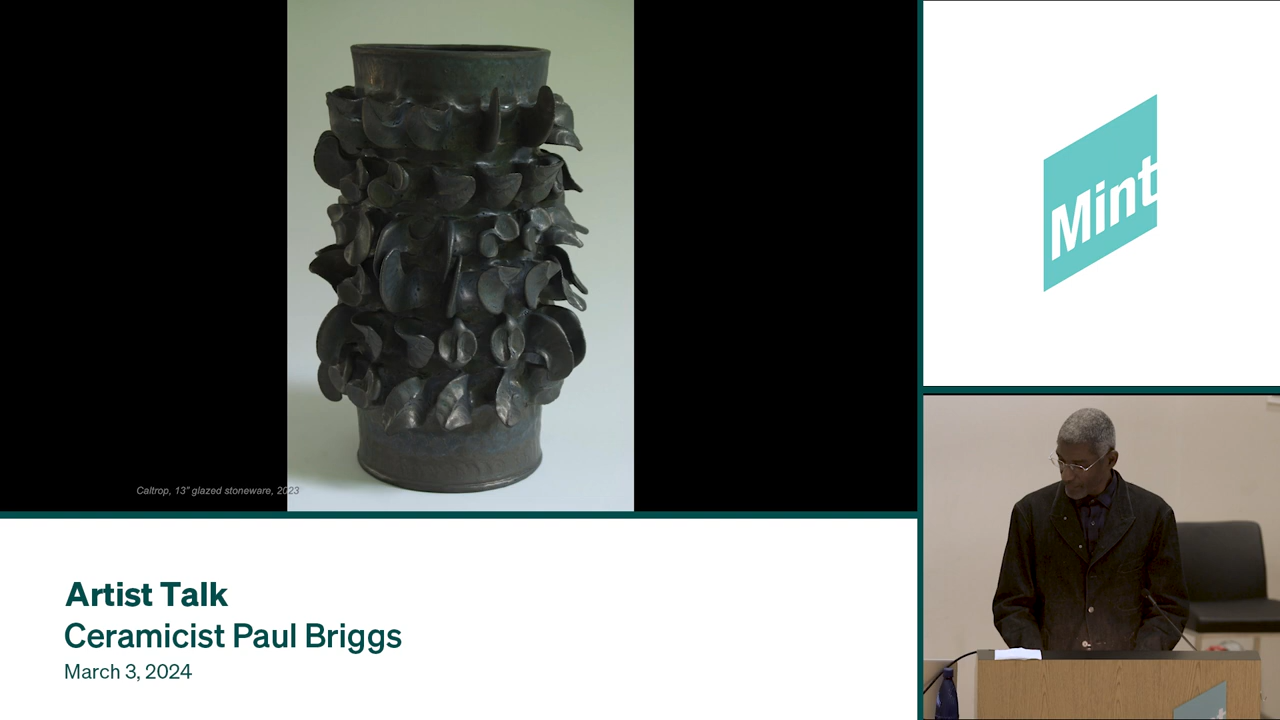 Caltrop, 13" glazed stoneware, 2023
Artist Talk
Ceramicist Paul Briggs
March 3, 2024
Mint
t